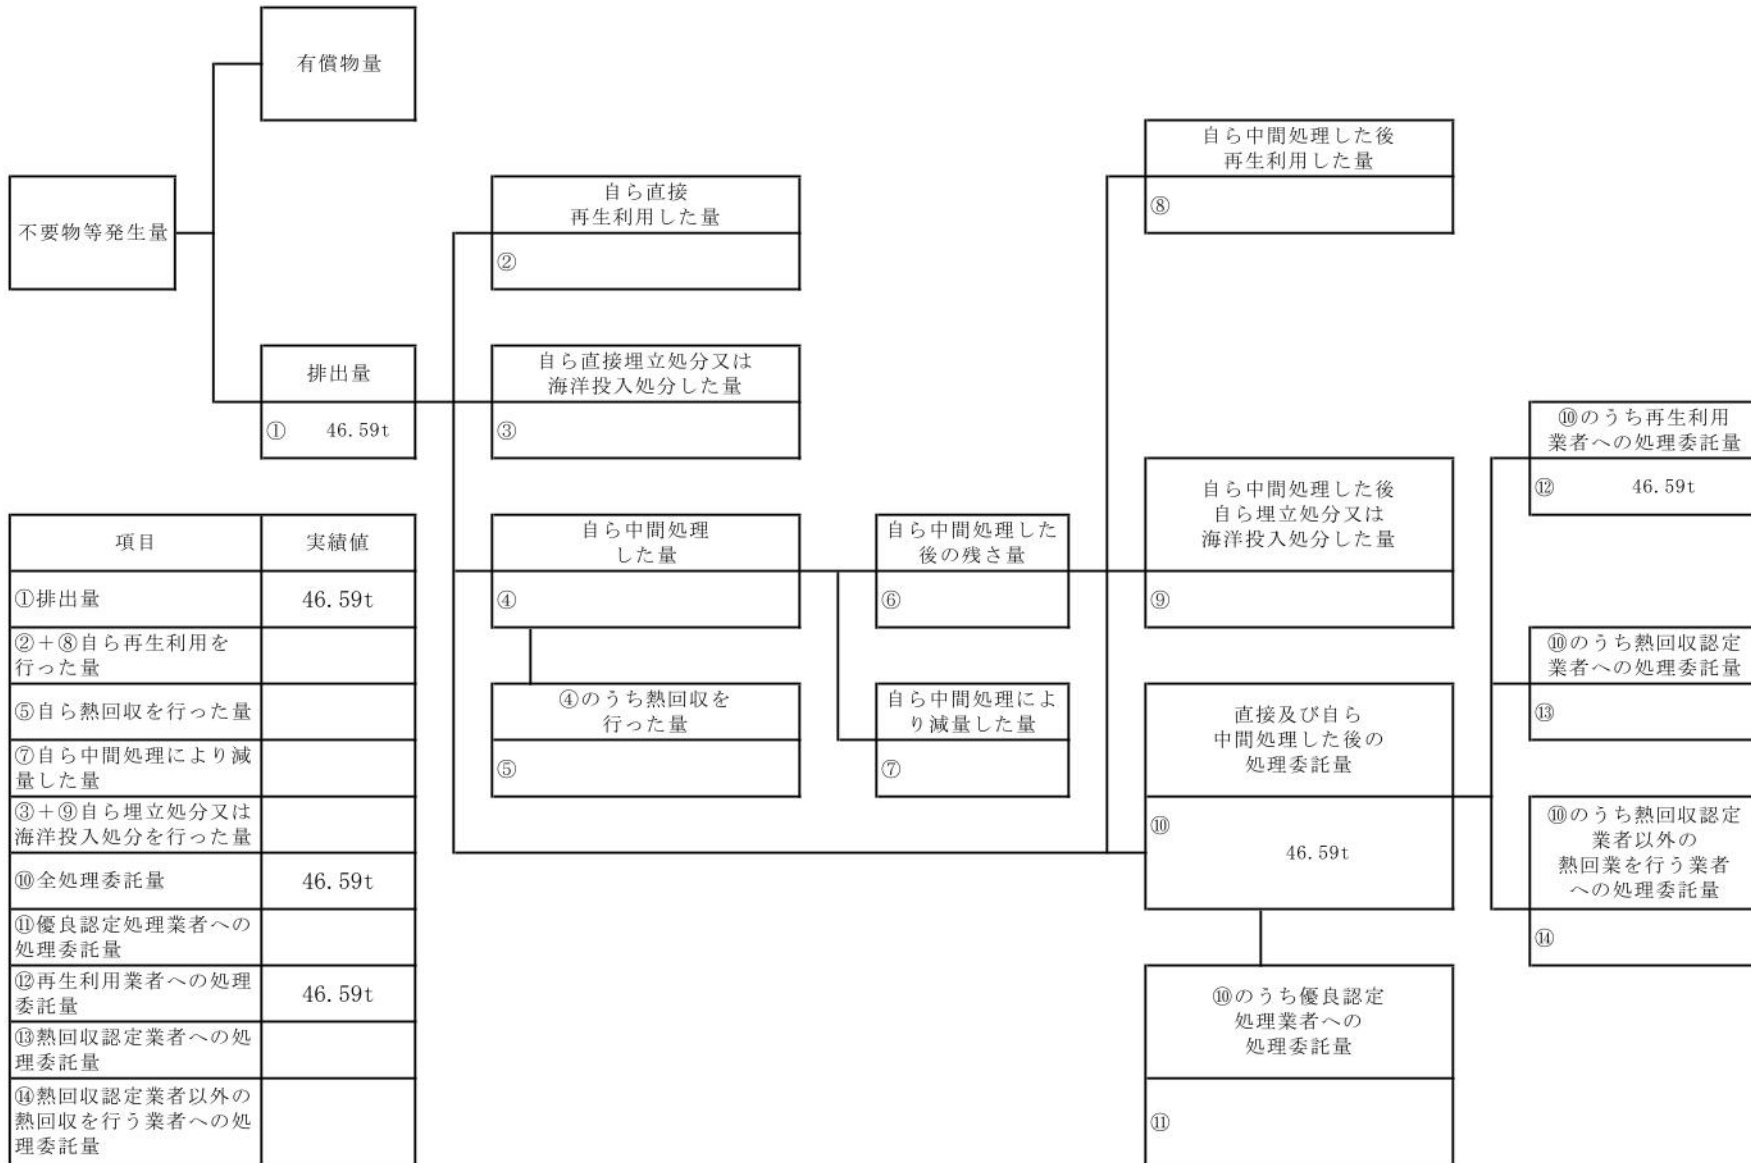 有償物量
不要物等発生量
排出量
① 46.59t
自ら直接
再生利用した量
②
自ら直接埋立処分又は
海洋投入処分した量
③
自ら中間処理
した量
④
④のうち熱回収を
行った量
⑤
自ら中間処理した
後の残さ量
⑥
自ら中間処理によ
り減量した量
⑦
自ら中間処理した後
再生利用した量
⑧
自ら中間処理した後
自ら埋立処分又は
海洋投入処分した量
⑨
直接及び自ら
中間処理した後の
処理委託量
⑩
46.59t
⑩のうち優良認定
処理業者への
処理委託量
⑪
⑩のうち再生利用
業者への処理委託量
⑫ 46.59t
⑩のうち熱回収認定
業者への処理委託量
⑬
⑩のうち熱回収認定
業者以外の
熱回業を行う業者
への処理委託量
⑭
項目 実績値
①排出量 46.59t
②+⑧自ら再生利用を
行った量
⑤自ら熱回収を行った量
⑦自ら中間処理により減
量した量
③+⑨自ら埋立処分又は
海洋投入処分を行った量
⑩全処理委託量 46.59t
⑪優良認定処理業者への
処理委託量
⑫再生利用業者への処理
委託量 46.59t
⑬熱回収認定業者への処
理委託量
⑭熱回収認定業者以外の
熱回収を行う業者への処
理委託量